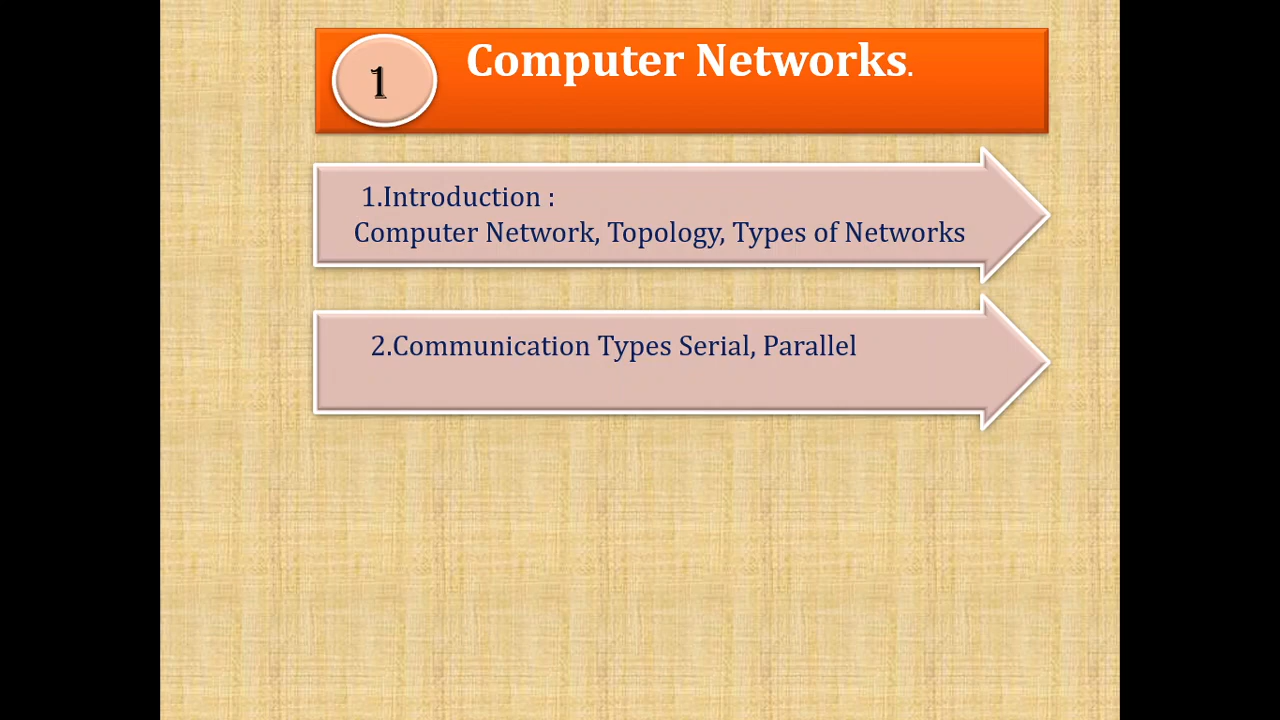 1
Computer Networks.
1.Introduction :
Computer Network, Topology, Types of Networks
2.Communication Types Serial, Parallel